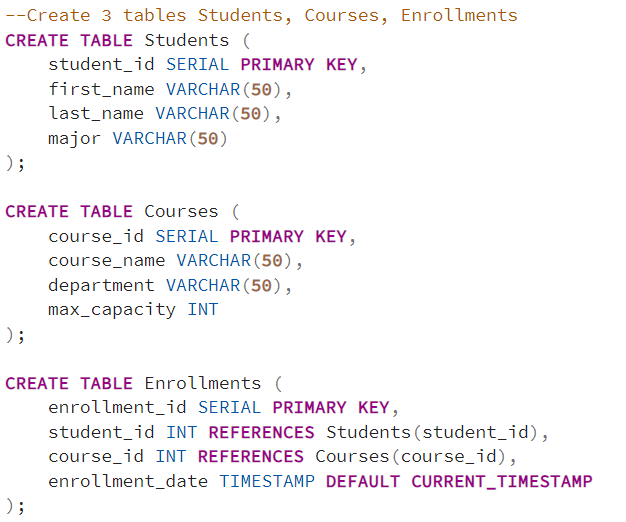 --Create 3 tables Students, Courses, Enrollments
CREATE TABLE Students (
    student_id SERIAL PRIMARY KEY,
    first_name VARCHAR(50),
    last_name VARCHAR(50),
    major VARCHAR(50)
);

CREATE TABLE Courses (
    course_id SERIAL PRIMARY KEY,
    course_name VARCHAR(50),
    department VARCHAR(50),
    max_capacity INT
);

CREATE TABLE Enrollments (
    enrollment_id SERIAL PRIMARY KEY,
    student_id INT REFERENCES Students(student_id),
    course_id INT REFERENCES Courses(course_id),
    enrollment_date TIMESTAMP DEFAULT CURRENT_TIMESTAMP
);